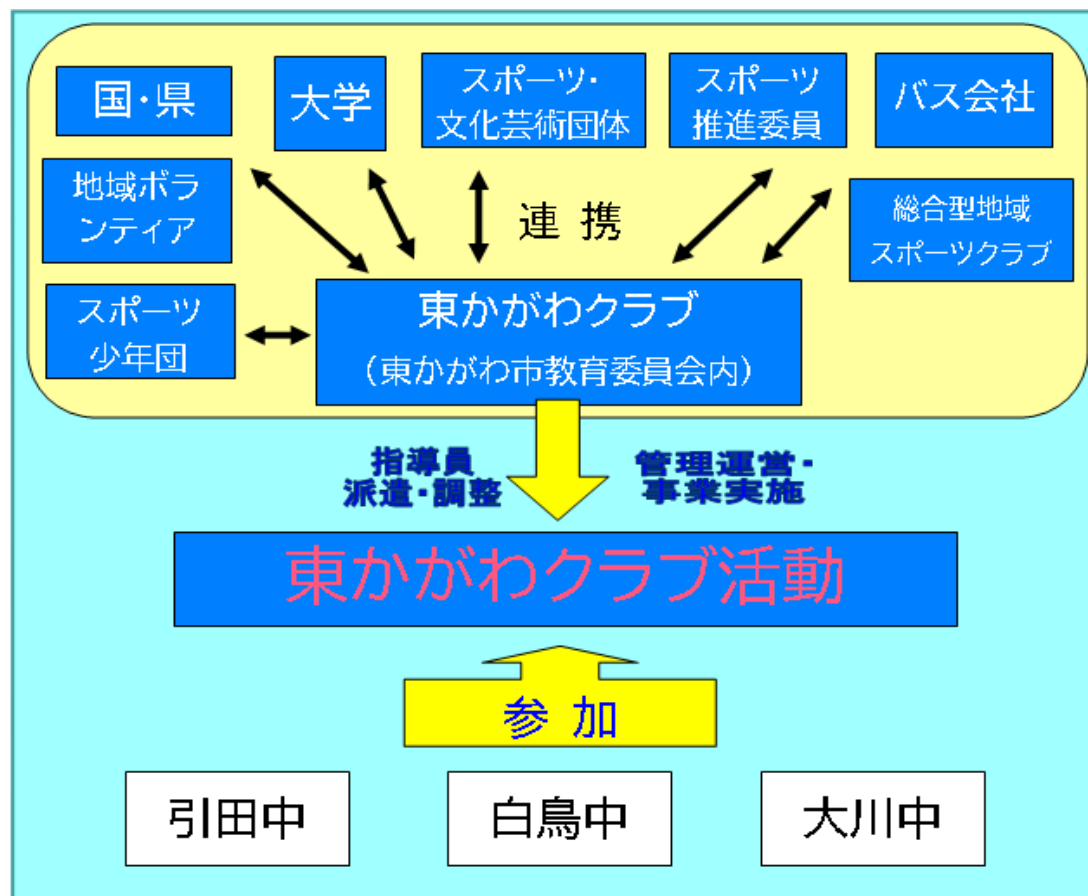 国・県
大学
スポーツ・
文化芸術団体
スポーツ
推進委員
バス会社
地域ボラ
ンティア
連携
総合型地域
スポーツクラブ
スポーツ
少年団
東かがわクラブ
（東かがわ市教育委員会内）
指導員
派遣・調整
管理運営・
事業実施
東かがわクラブ活動
参加
引田中
白鳥中
大川中